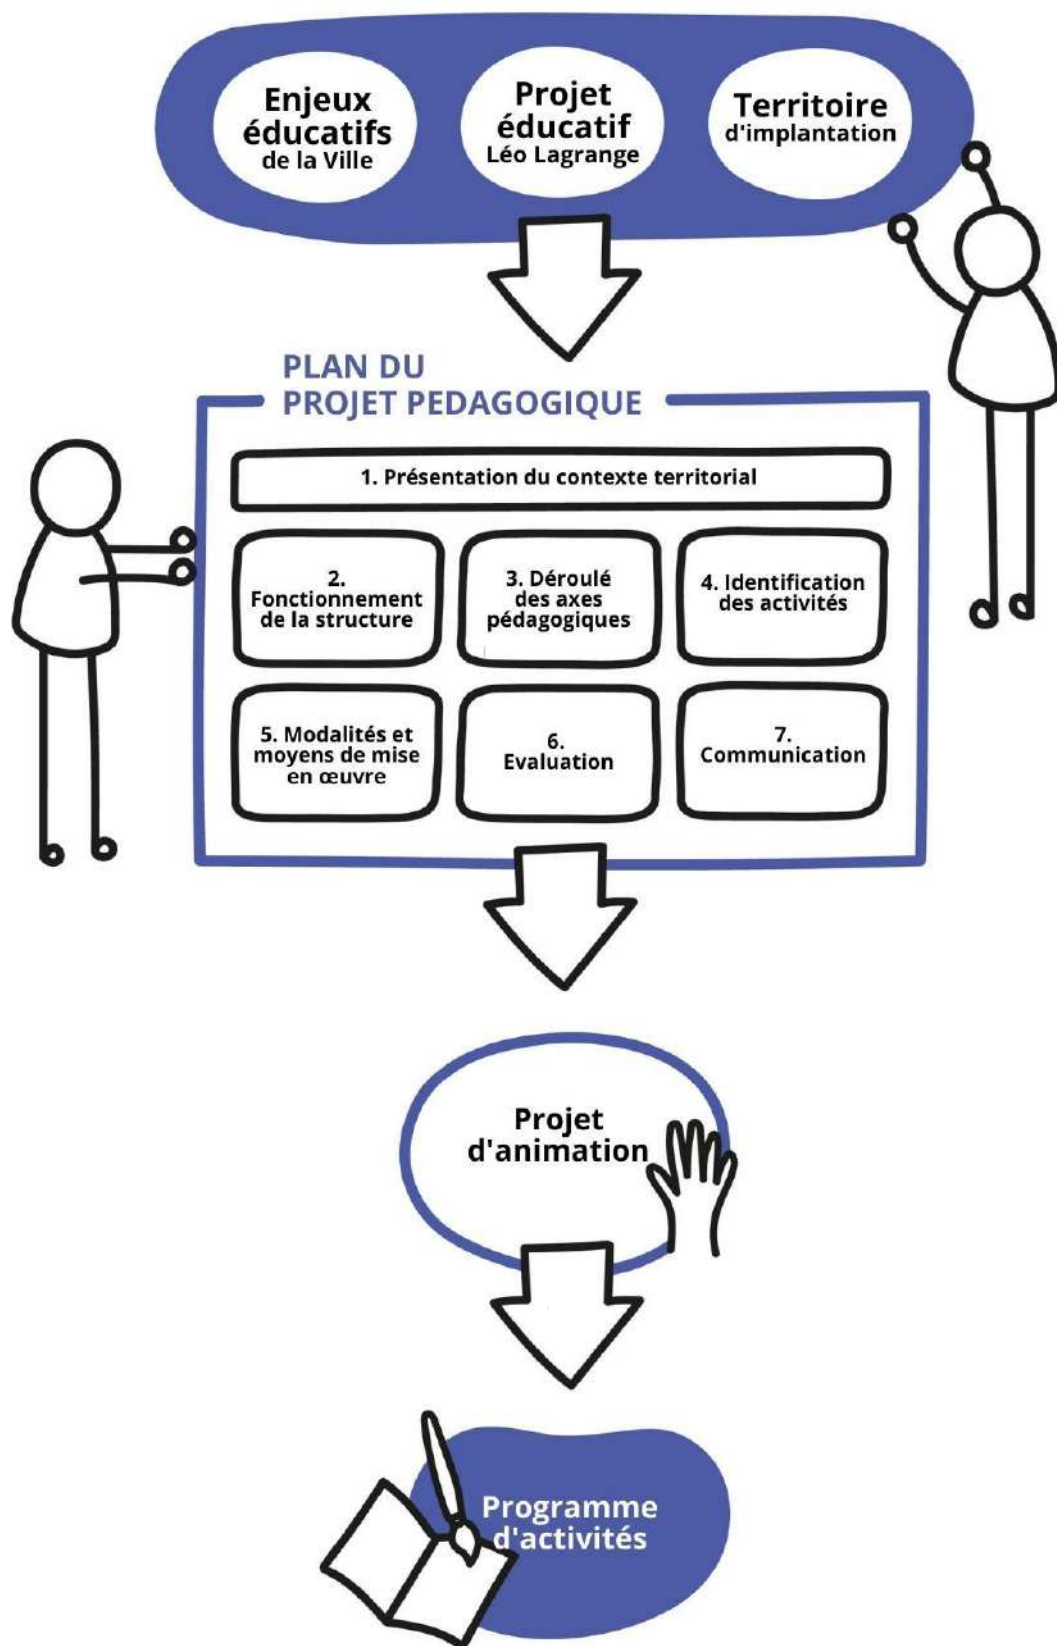 Enjeux
éducatifs
de la Ville
Projet
éducatif
Léo Lagrange
Territoire
d'implantation
PLAN DU
PROJET PEDAGOGIQUE
1. Présentation du contexte territorial
2.
Fonctionnement
de la structure
3. Déroulé
des axes
pédagogiques
4. Identification
des activités
5. Modalités et
moyens de mise
en œuvre
6.
Evaluation
7.
Communication
Projet
d'animation
Programme
d'activités